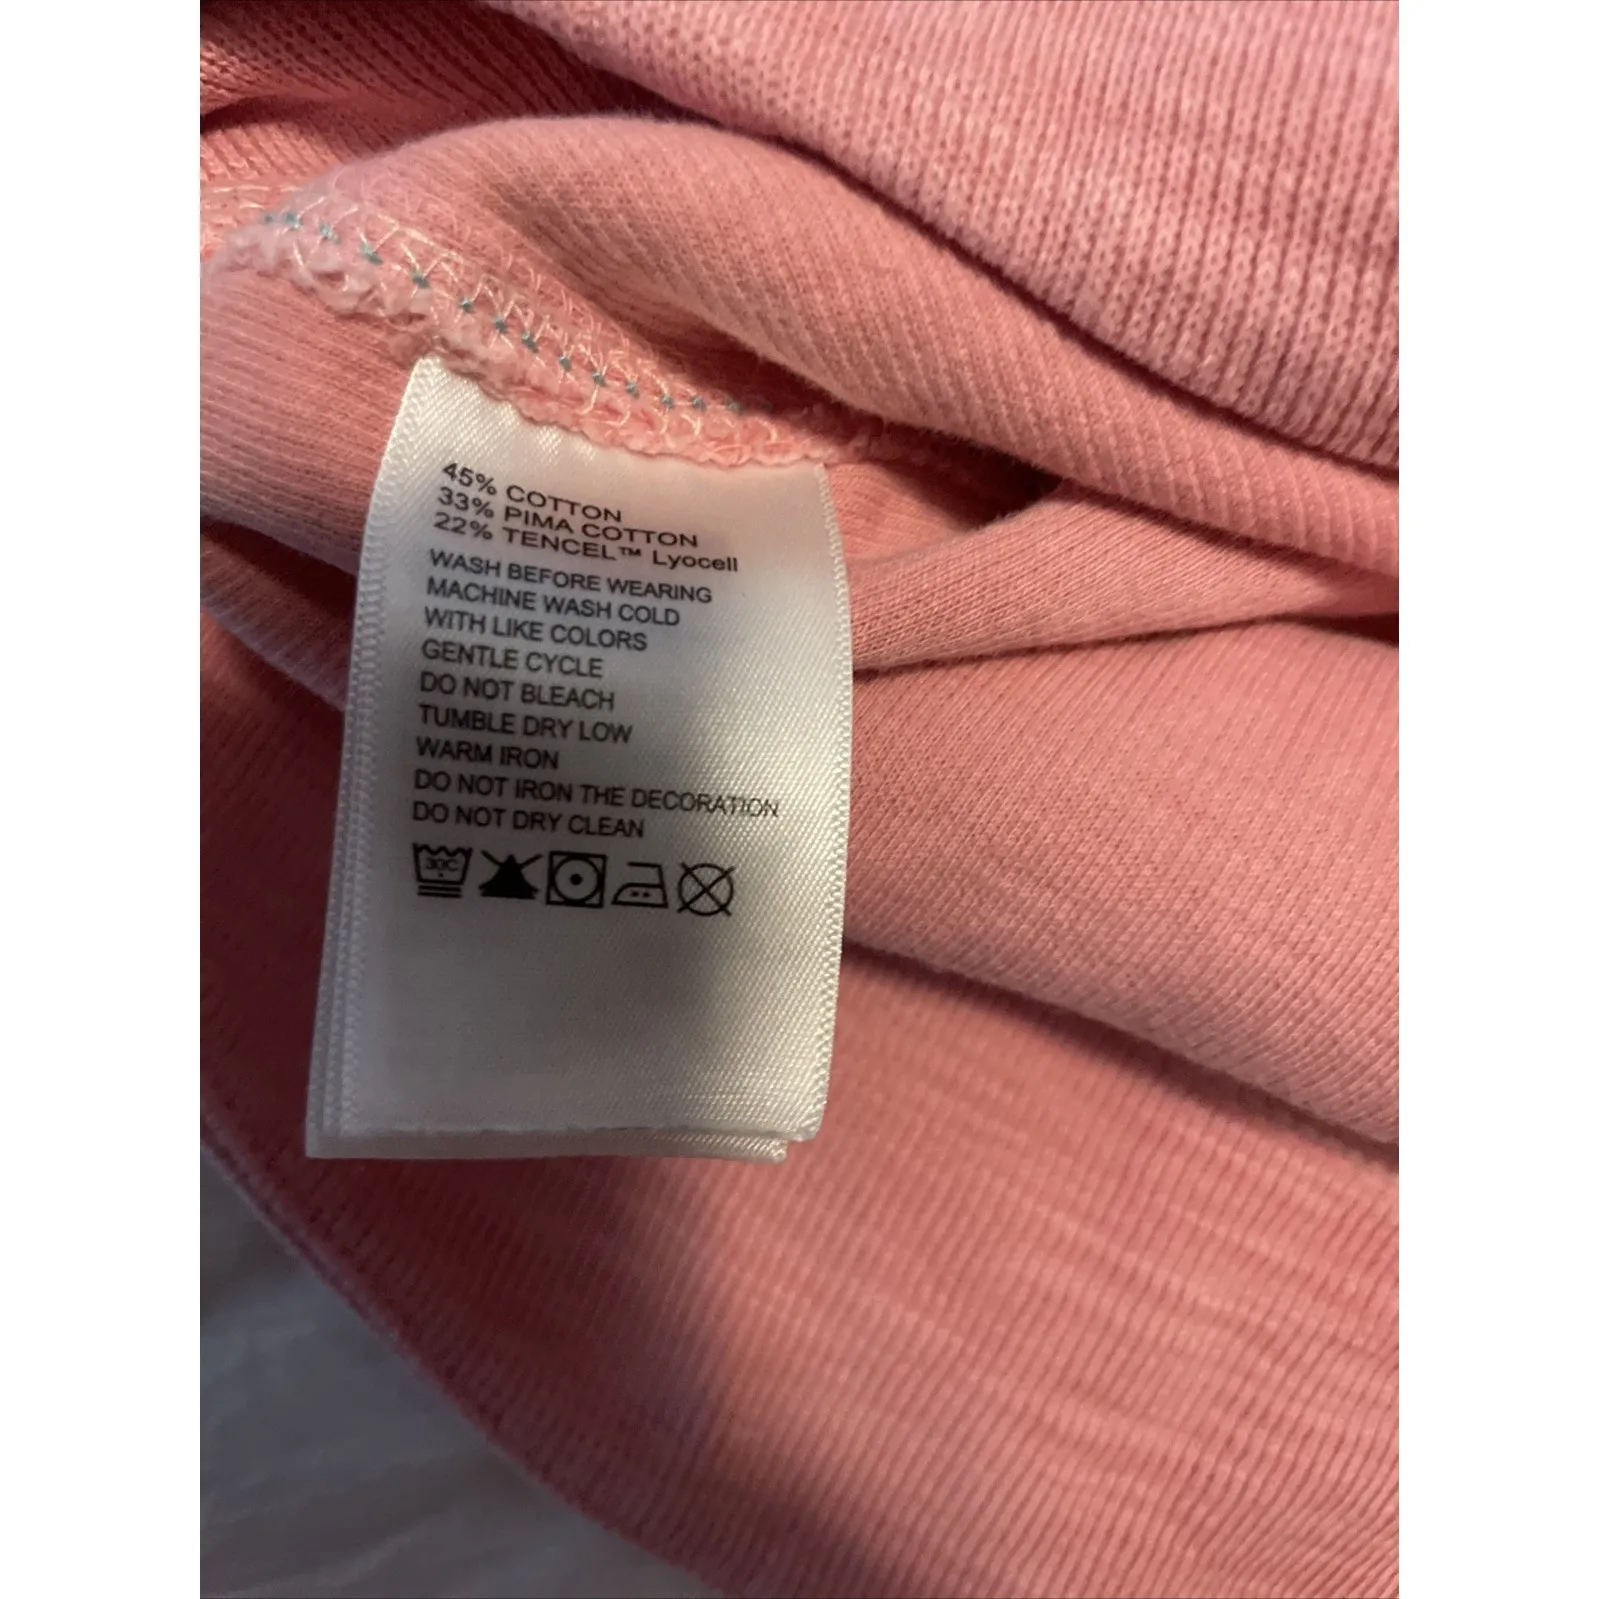 45% COTTON
33% PIMA COTTON
22% TENCEL™ Lyocell
WASH BEFORE WEARING
MACHINE WASH COLD
WITH LIKE COLORS
GENTLE CYCLE
DO NOT BLEACH
TUMBLE DRY LOW
WARM IRON
DO NOT IRON THE DECORATION
DO NOT DRY CLEAN
30C